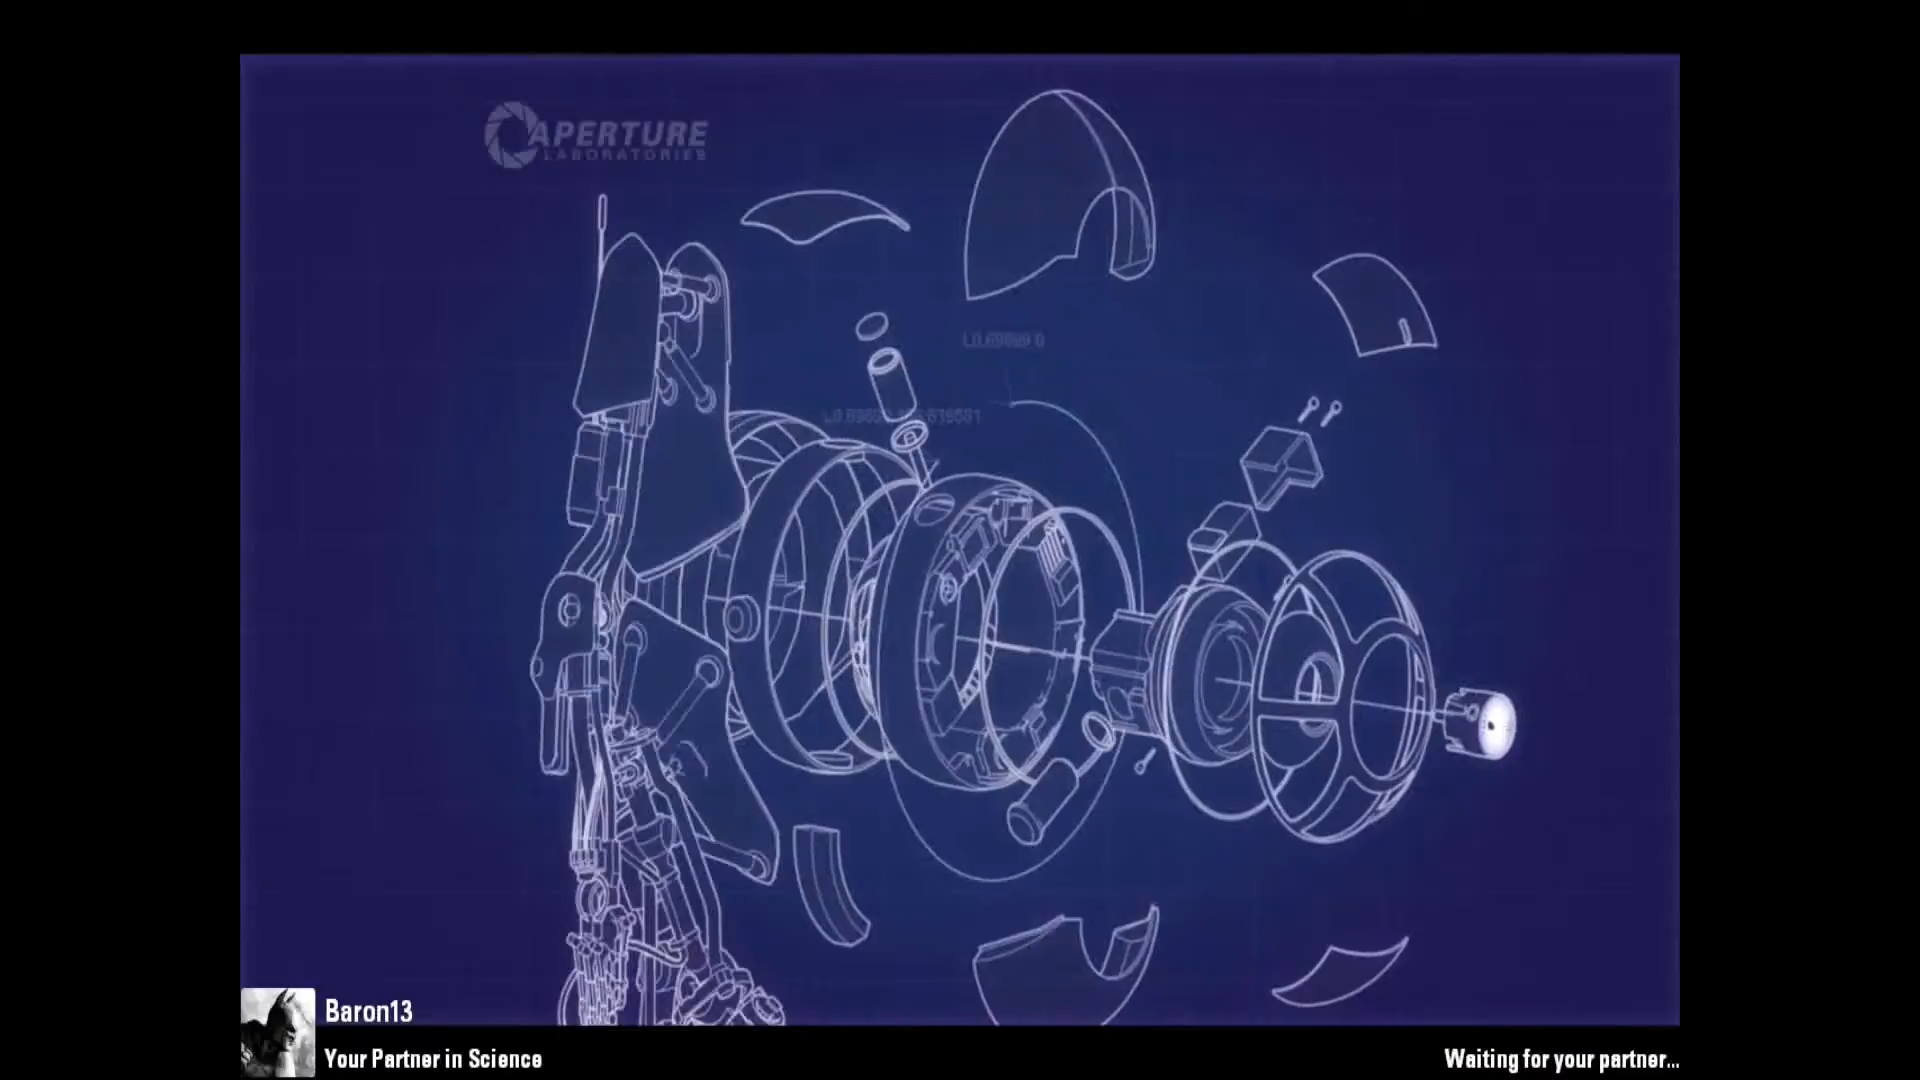 APERTURE
LABORATORIES
Baron13
Your Partner in Science
Waiting for your partner...